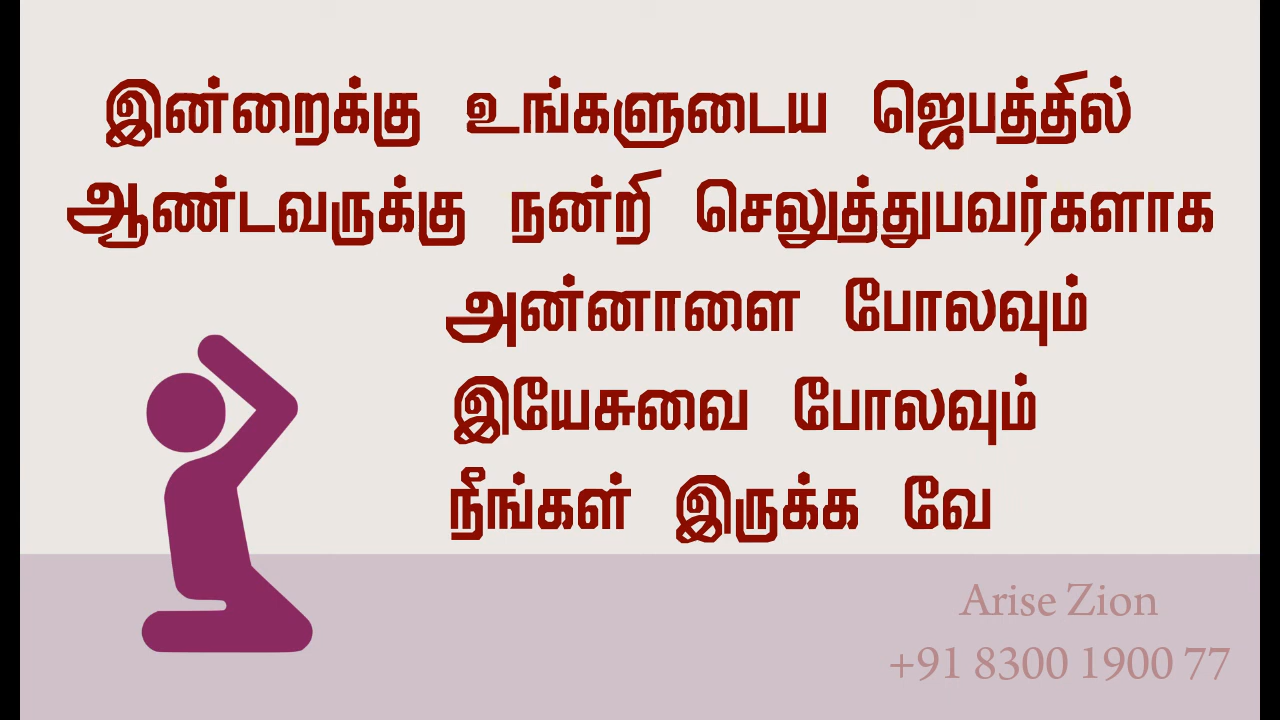 இன்றைக்கு உங்களுடைய ஜெபத்தில்
ஆண்டவருக்கு நன்றி செலுத்துபவர்களாக
அன்னாளை போலவும்
இயேசுவை போலவும்
நீங்கள் இருக்க வே
Arise Zion
+91 8300 1900 77